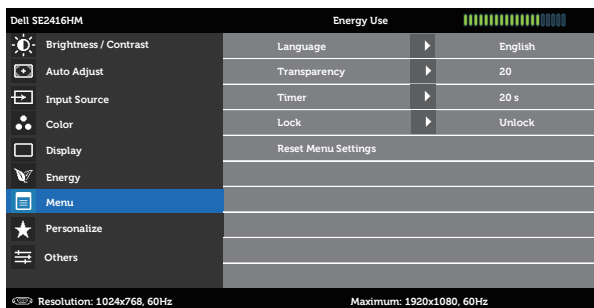 Dell SE2416HM Energy Use
Brightness / Contrast Language English
Auto Adjust Transparency 20
Input Source Timer 20 s
Color Lock Unlock
Display Reset Menu Settings
Energy
Menu
Personalize
Others
Resolution: 1024x768, 60Hz Maximum: 1920x1080, 60Hz